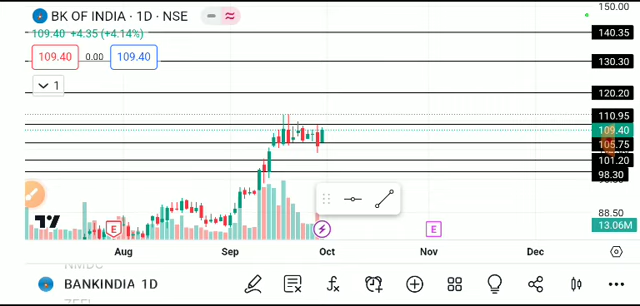 BK OF INDIA · 1D · NSE
109.40 +4.35 (+4.14%)
109.40 0.00 109.40
1
150.00
140.35
130.30
120.20
110.95
109.40
105.75
101.20
98.30
88.50
13.06M
E
E
Aug Sep Oct Nov Dec
NMDC
BANKINDIA 1D